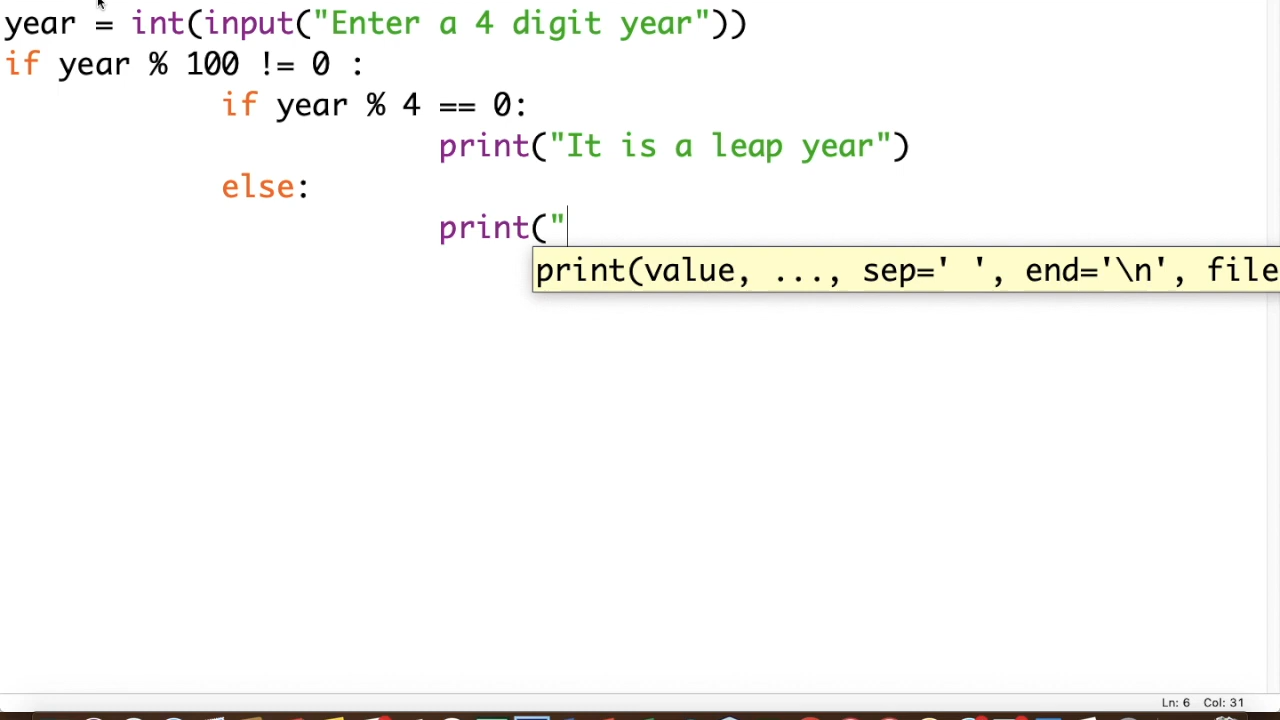 year = int(input("Enter a 4 digit year"))
if year % 100 != 0 :
if year % 4 == 0:
print("It is a leap year")
else:
print("
print(value, ..., sep=' ', end='\n', file
Ln: 6 Col: 31